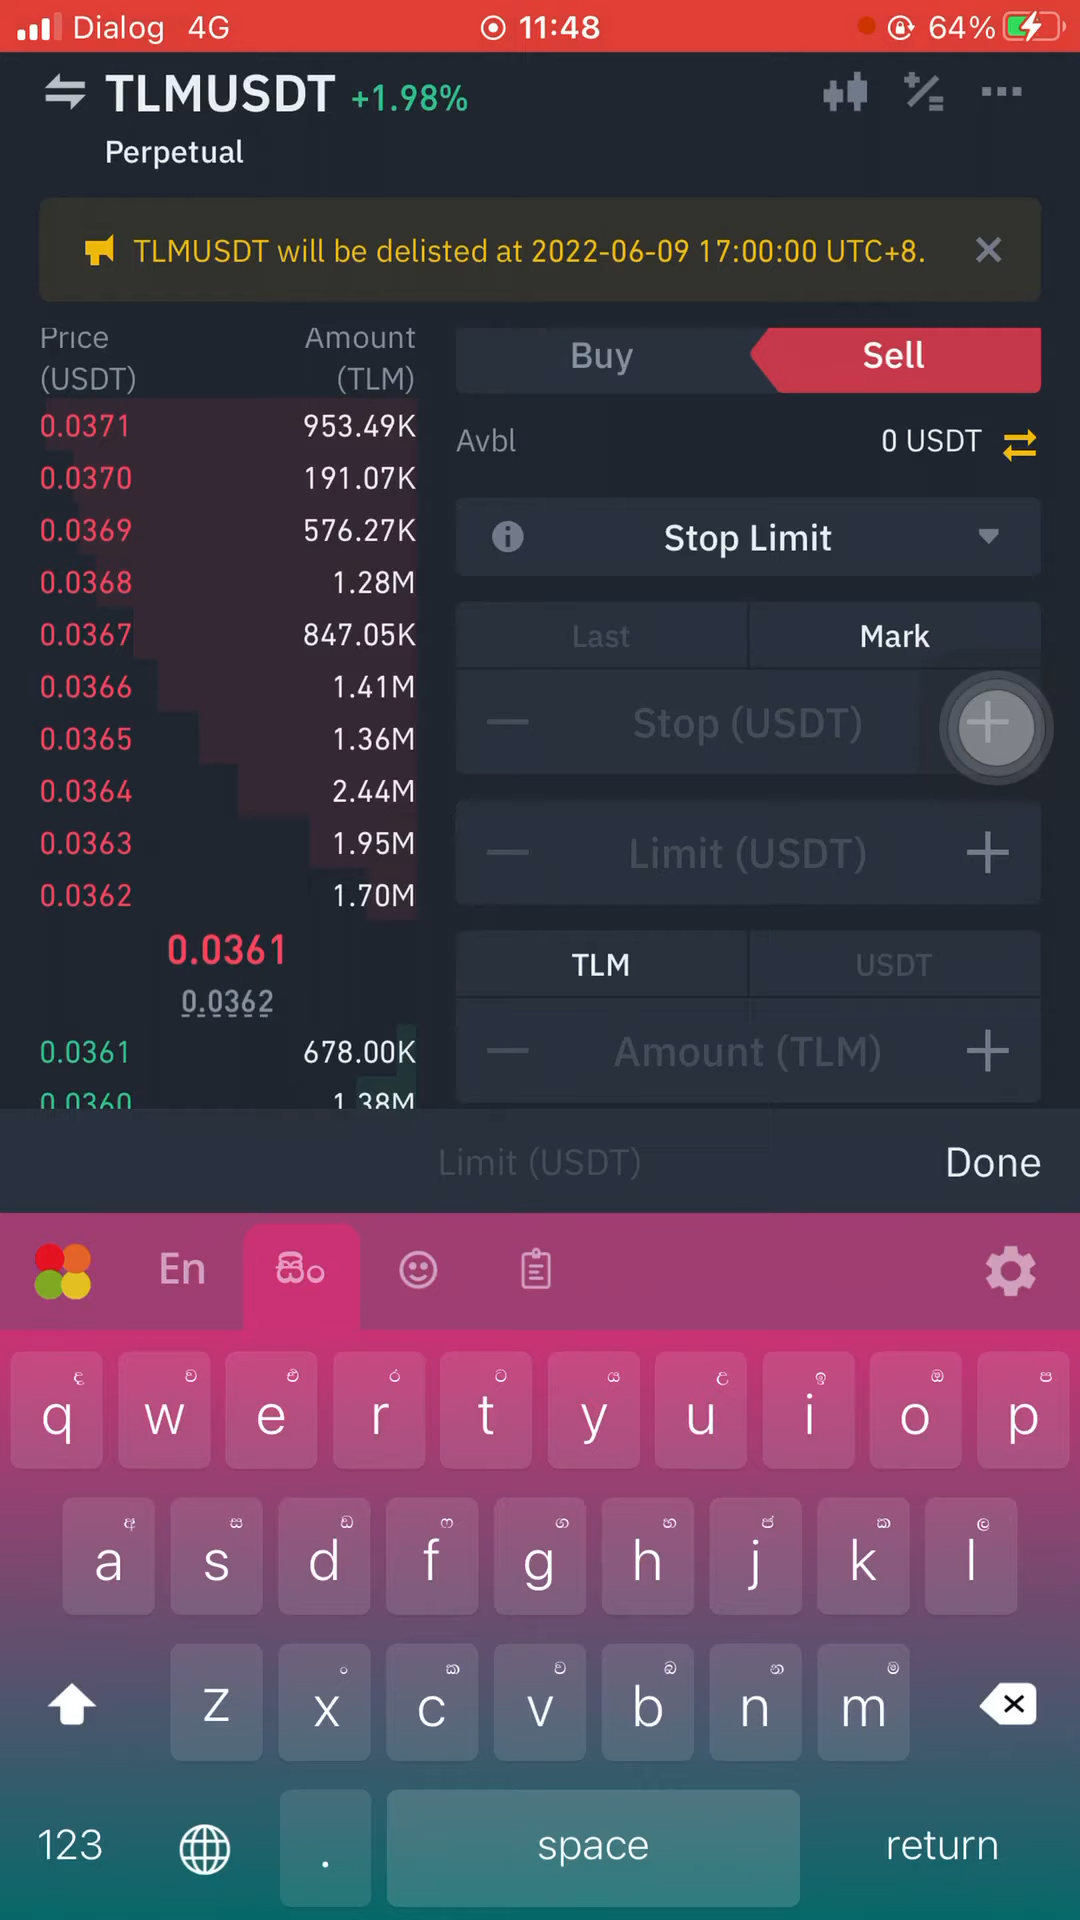 Dialog 4G 11:48 64%
TLMUSDT +1.98%
Perpetual
TLMUSDT will be delisted at 2022-06-09 17:00:00 UTC+8.
Price Amount
(USDT) (TLM)
Buy Sell
0.0371 953.49K
Avbl 0 USDT
0.0370 191.07K
0.0369 576.27K
Stop Limit
0.0368 1.28M
0.0367 847.05K
Last Mark
0.0366 1.41M
0.0365 1.36M
Stop (USDT)
0.0364 2.44M
0.0363 1.95M
Limit (USDT)
0.0362 1.70M
0.0361
TLM USDT
0.0362
0.0361 678.00K
Amount (TLM)
0.0360 1.38M
Limit (USDT) Done
En සිං
ද ව එ ර ට ය උ ඉ ඔ ප
q w e r t y u i o p
අ ස ඩ ෆ ග හ ජ ක ල
a s d f g h j k l
ං ක ව බ න ම
z x c v b n m
123 . space return